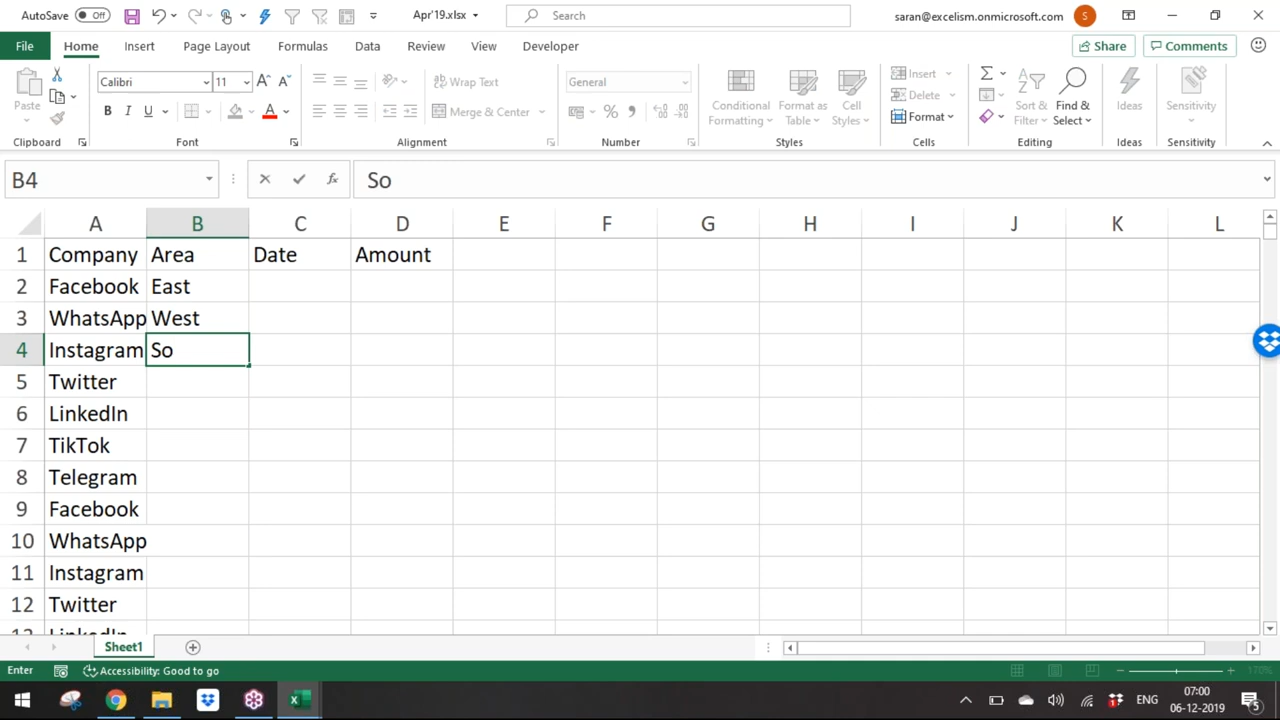 AutoSave Off Apr'19.xlsx Search saran@excelism.onmicrosoft.com S
File Home Insert Page Layout Formulas Data Review View Developer Share Comments
Paste Calibri 11 A A Wrap Text General Conditional Format as Cell Insert Σ Sort & Find & Ideas Sensitivity
B I U A Merge & Center % , Formatting Table Styles Delete Filter Select
Format
Clipboard Font Alignment Number Styles Cells Editing Ideas Sensitivity
B4 fx So
A B C D E F G H I J K L
1 Company Area Date Amount
2 Facebook East
3 WhatsApp West
4 Instagram So
5 Twitter
6 LinkedIn
7 TikTok
8 Telegram
9 Facebook
10 WhatsApp
11 Instagram
12 Twitter
13 LinkedIn
Sheet1
Enter Accessibility: Good to go 170%
ENG 07:00
06-12-2019 5